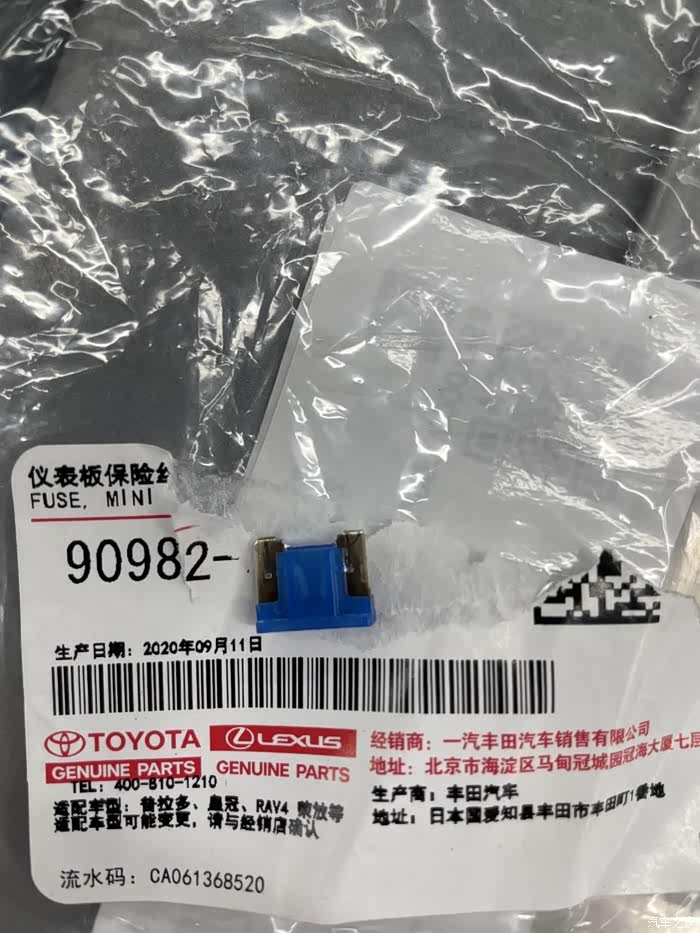 仪表板保险丝
FUSE, MINI
90982-
生产日期: 2020年09月11日
TOYOTA LEXUS
GENUINE PARTS GENUINE PARTS
TEL: 400-810-1210
适配车型: 普拉多、皇冠、RAV4 荣放等
适配车型可能变更, 请与经销店确认
经销商: 一汽丰田汽车销售有限公司
地址: 北京市海淀区马甸冠城园冠海大厦七层
生产商: 丰田汽车
地址: 日本国爱知县丰田市丰田町1番地
流水码: CA061368520
汽车之家